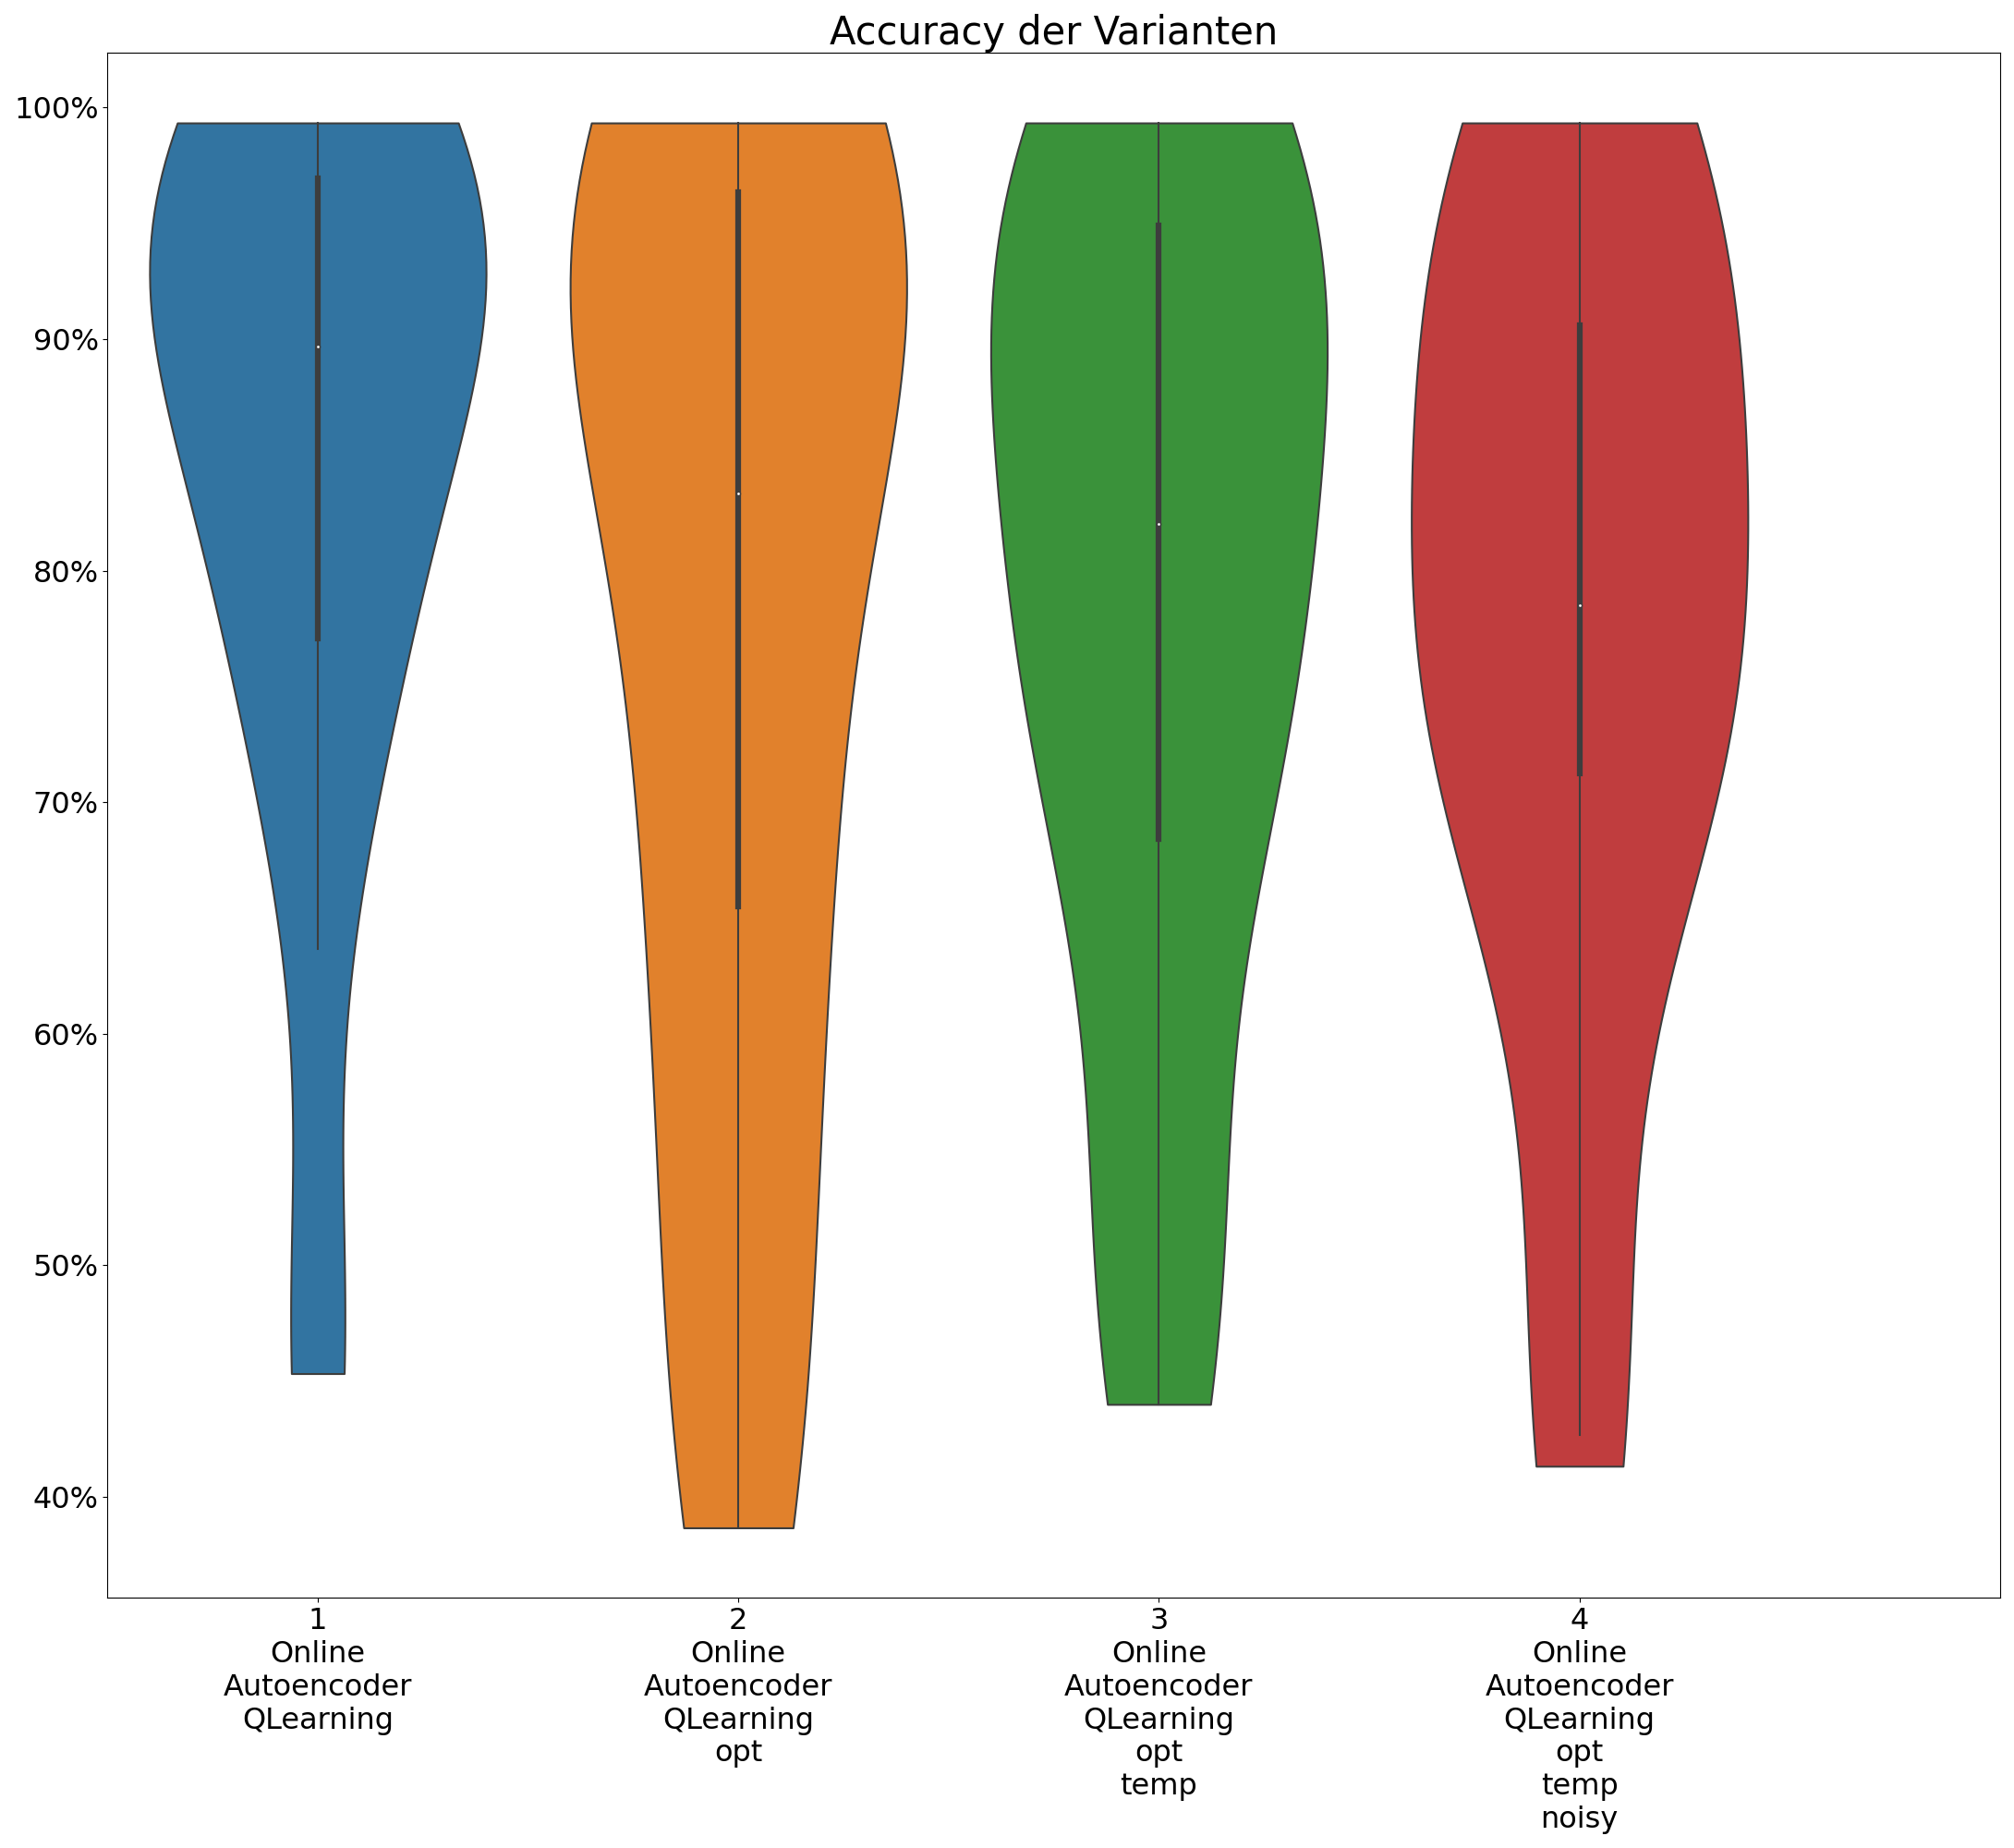 Accuracy der Varianten
100%
90%
80%
70%
60%
50%
40%
1
Online
Autoencoder
QLearning
2
Online
Autoencoder
QLearning
opt
3
Online
Autoencoder
QLearning
opt
temp
4
Online
Autoencoder
QLearning
opt
temp
noisy